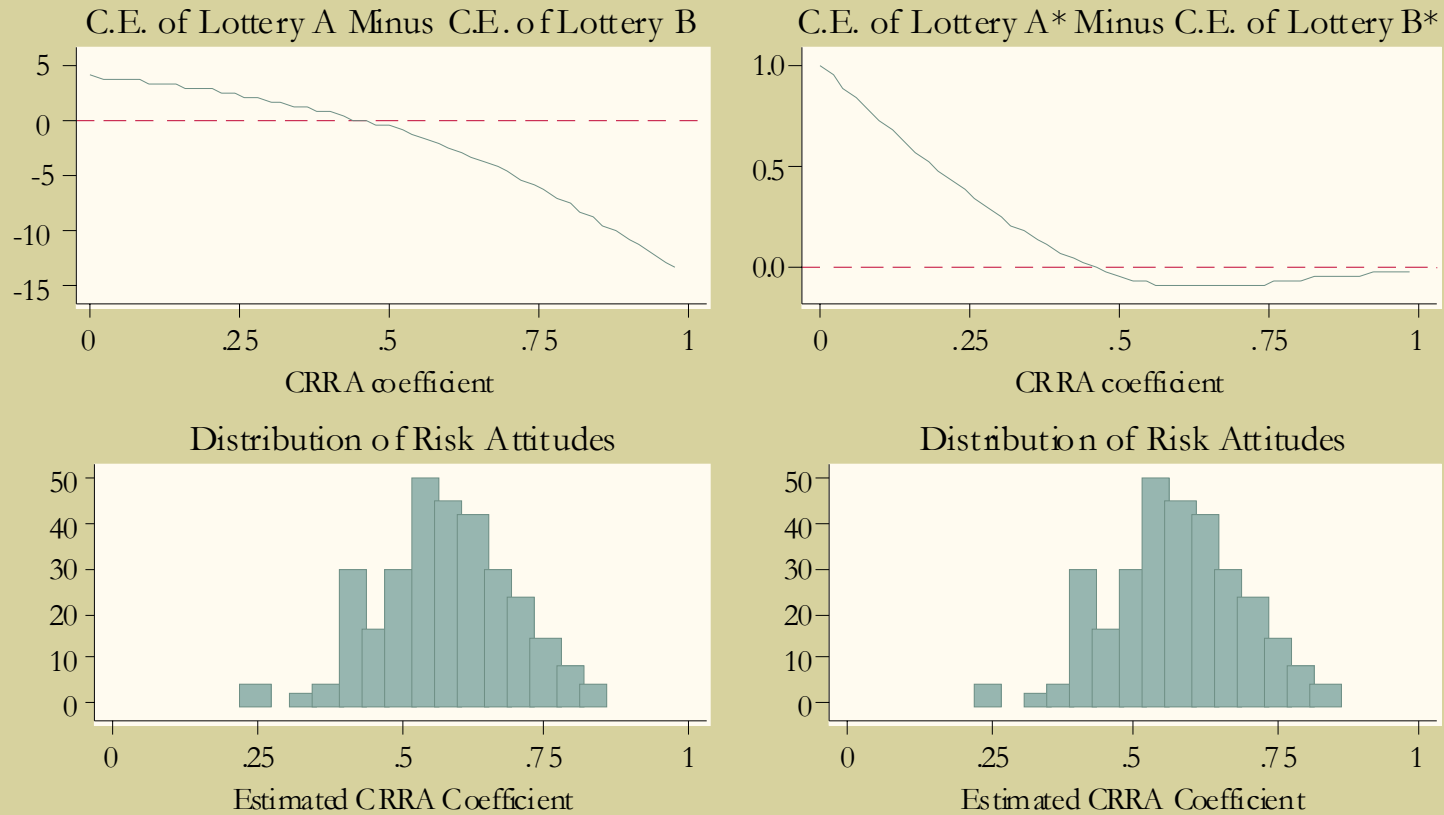 C.E. of Lottery A Minus C.E. of Lottery B
5
0
-5
-10
-15
0 .25 .5 .75 1
CRRA coefficient
C.E. of Lottery A* Minus C.E. of Lottery B*
1.0
0.5
0.0
0 .25 .5 .75 1
CRRA coefficient
Distribution of Risk Attitudes
50
40
30
20
10
0
0 .25 .5 .75 1
Estimated CRRA Coefficient
Distribution of Risk Attitudes
50
40
30
20
10
0
0 .25 .5 .75 1
Estimated CRRA Coefficient